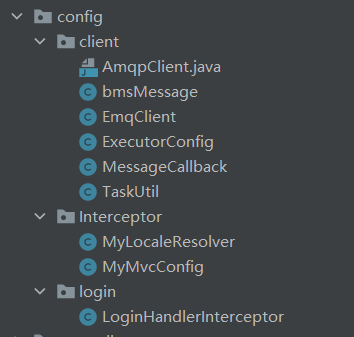 config
client
AmqpClient.java
bmsMessage
EmqClient
ExecutorConfig
MessageCallback
TaskUtil
Interceptor
MyLocaleResolver
MyMvcConfig
login
LoginHandlerInterceptor